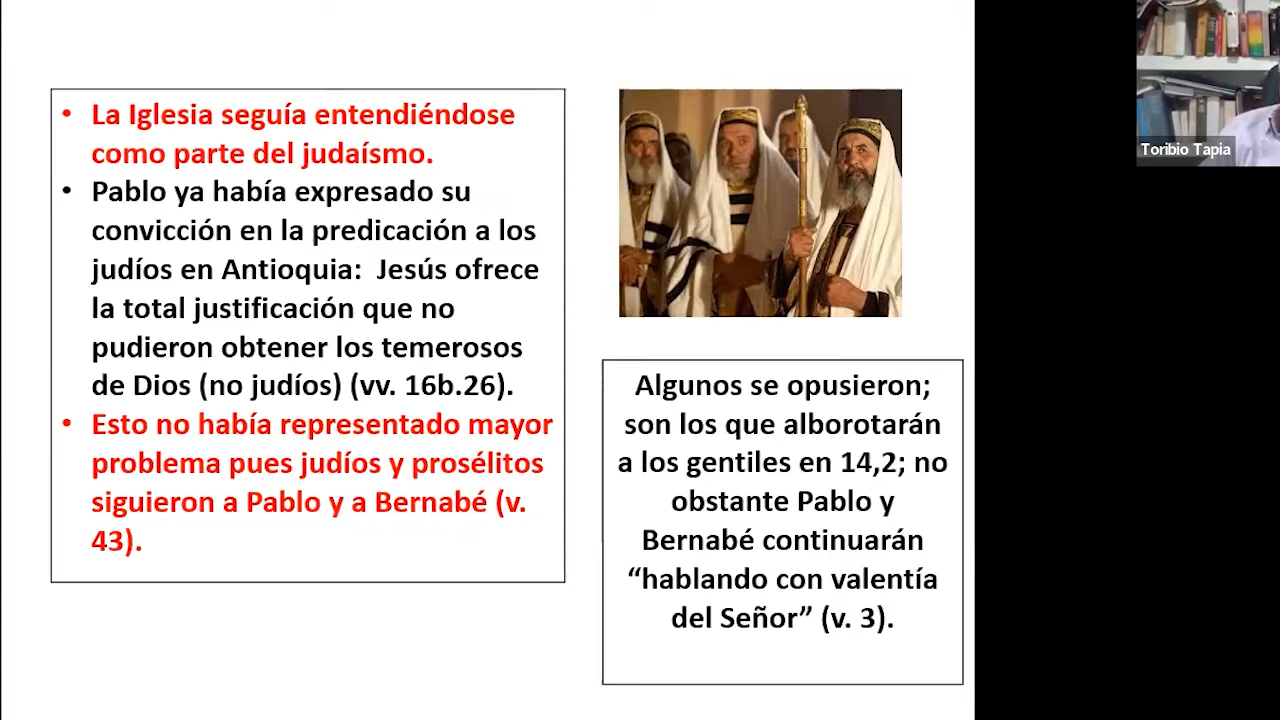 • La Iglesia seguía entendiéndose
como parte del judaísmo.
• Pablo ya había expresado su
convicción en la predicación a los
judíos en Antioquia: Jesús ofrece
la total justificación que no
pudieron obtener los temerosos
de Dios (no judíos) (vv. 16b.26).
• Esto no había representado mayor
problema pues judíos y prosélitos
siguieron a Pablo y a Bernabé (v.
43).
Algunos se opusieron;
son los que alborotarán
a los gentiles en 14,2; no
obstante Pablo y
Bernabé continuarán
“hablando con valentía
del Señor” (v. 3).
Toribio Tapia